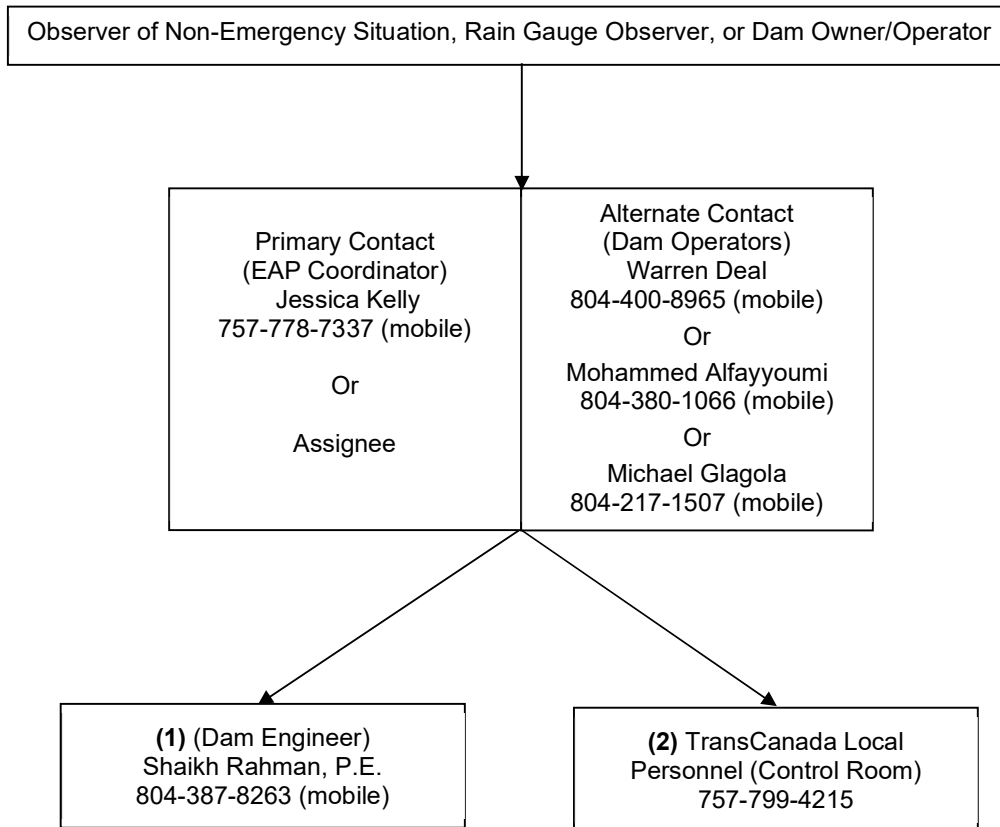 Observer of Non-Emergency Situation, Rain Gauge Observer, or Dam Owner/Operator
Primary Contact
(EAP Coordinator)
Jessica Kelly
757-778-7337 (mobile)
Or
Assignee
Alternate Contact
(Dam Operators)
Warren Deal
804-400-8965 (mobile)
Or
Mohammed Alfayyoumi
804-380-1066 (mobile)
Or
Michael Glagola
804-217-1507 (mobile)
(1) (Dam Engineer)
Shaikh Rahman, P.E.
804-387-8263 (mobile)
(2) TransCanada Local
Personnel (Control Room)
757-799-4215